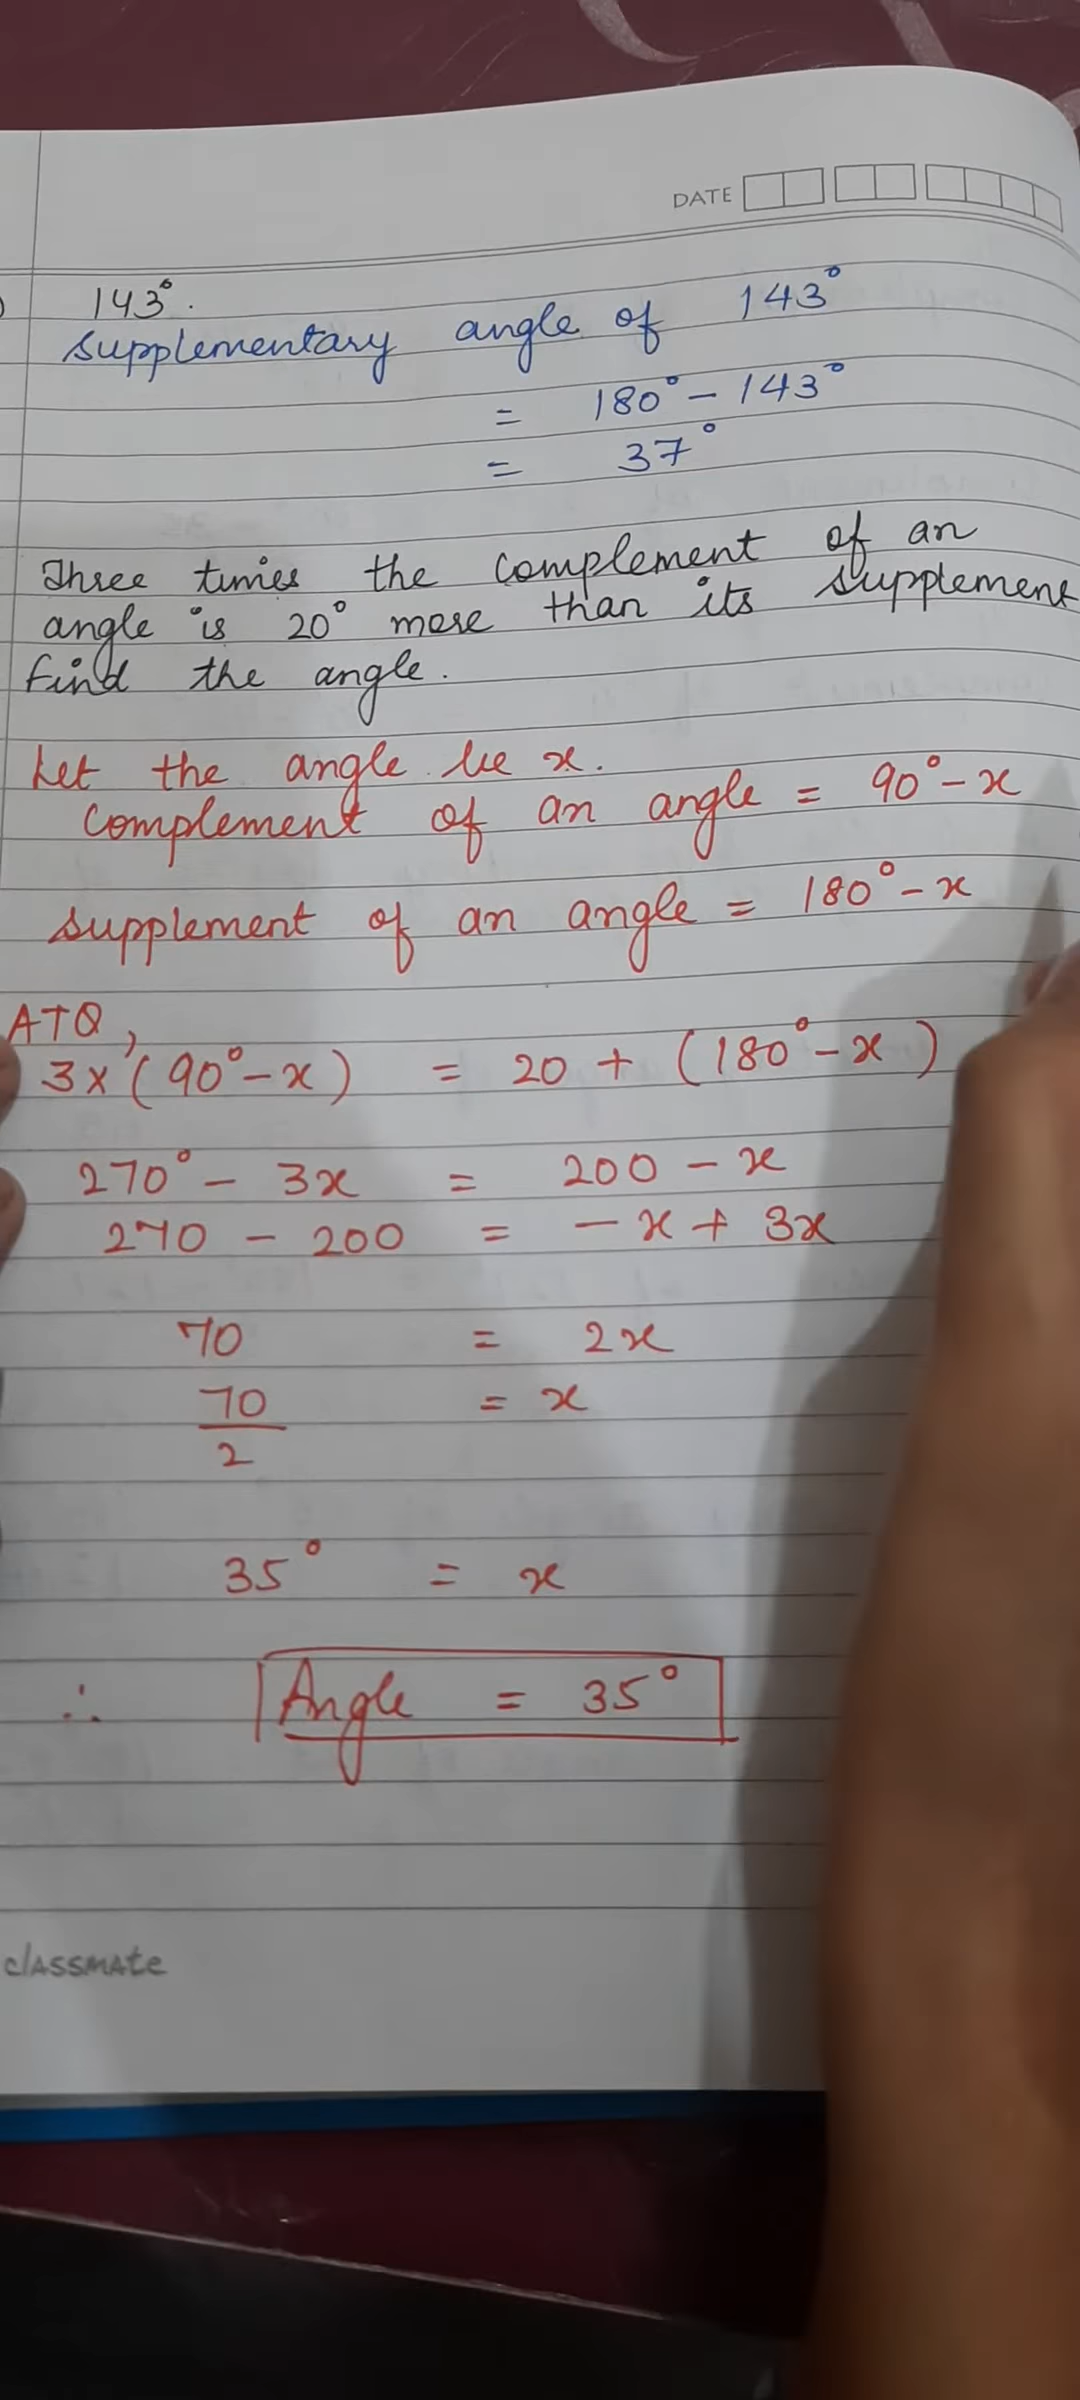 DATE
143°.
Supplementary angle of 143°
= 180° - 143°
= 37°
Three times the complement of an
angle is 20° more than its supplement
find the angle.
Let the angle be x.
Complement of an angle = 90° - x
Supplement of an angle = 180° - x
ATQ,
3x(90° - x) = 20 + (180° - x)
270° - 3x = 200 - x
270 - 200 = - x + 3x
70 = 2x
70/2 = x
35° = x
∴ Angle = 35°
classmate